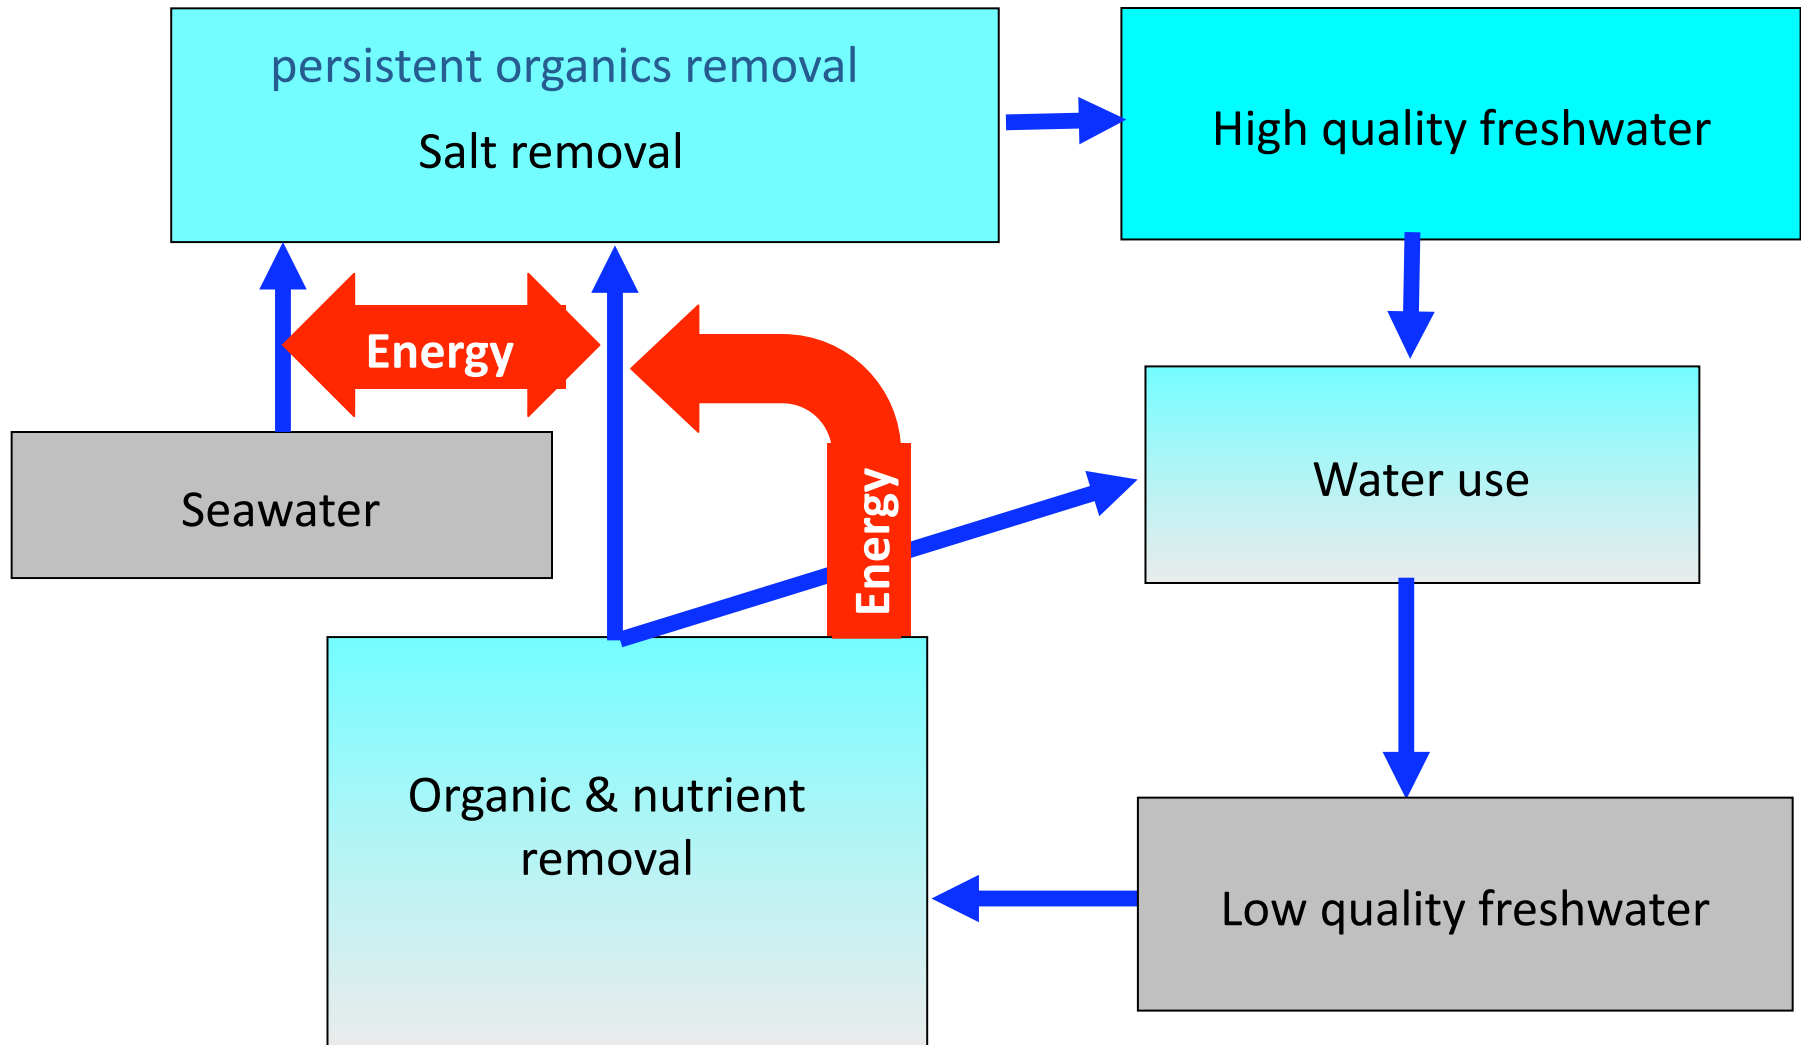 persistent organics removal
Salt removal
High quality freshwater
Energy
Seawater
Energy
Water use
Organic & nutrient
removal
Low quality freshwater